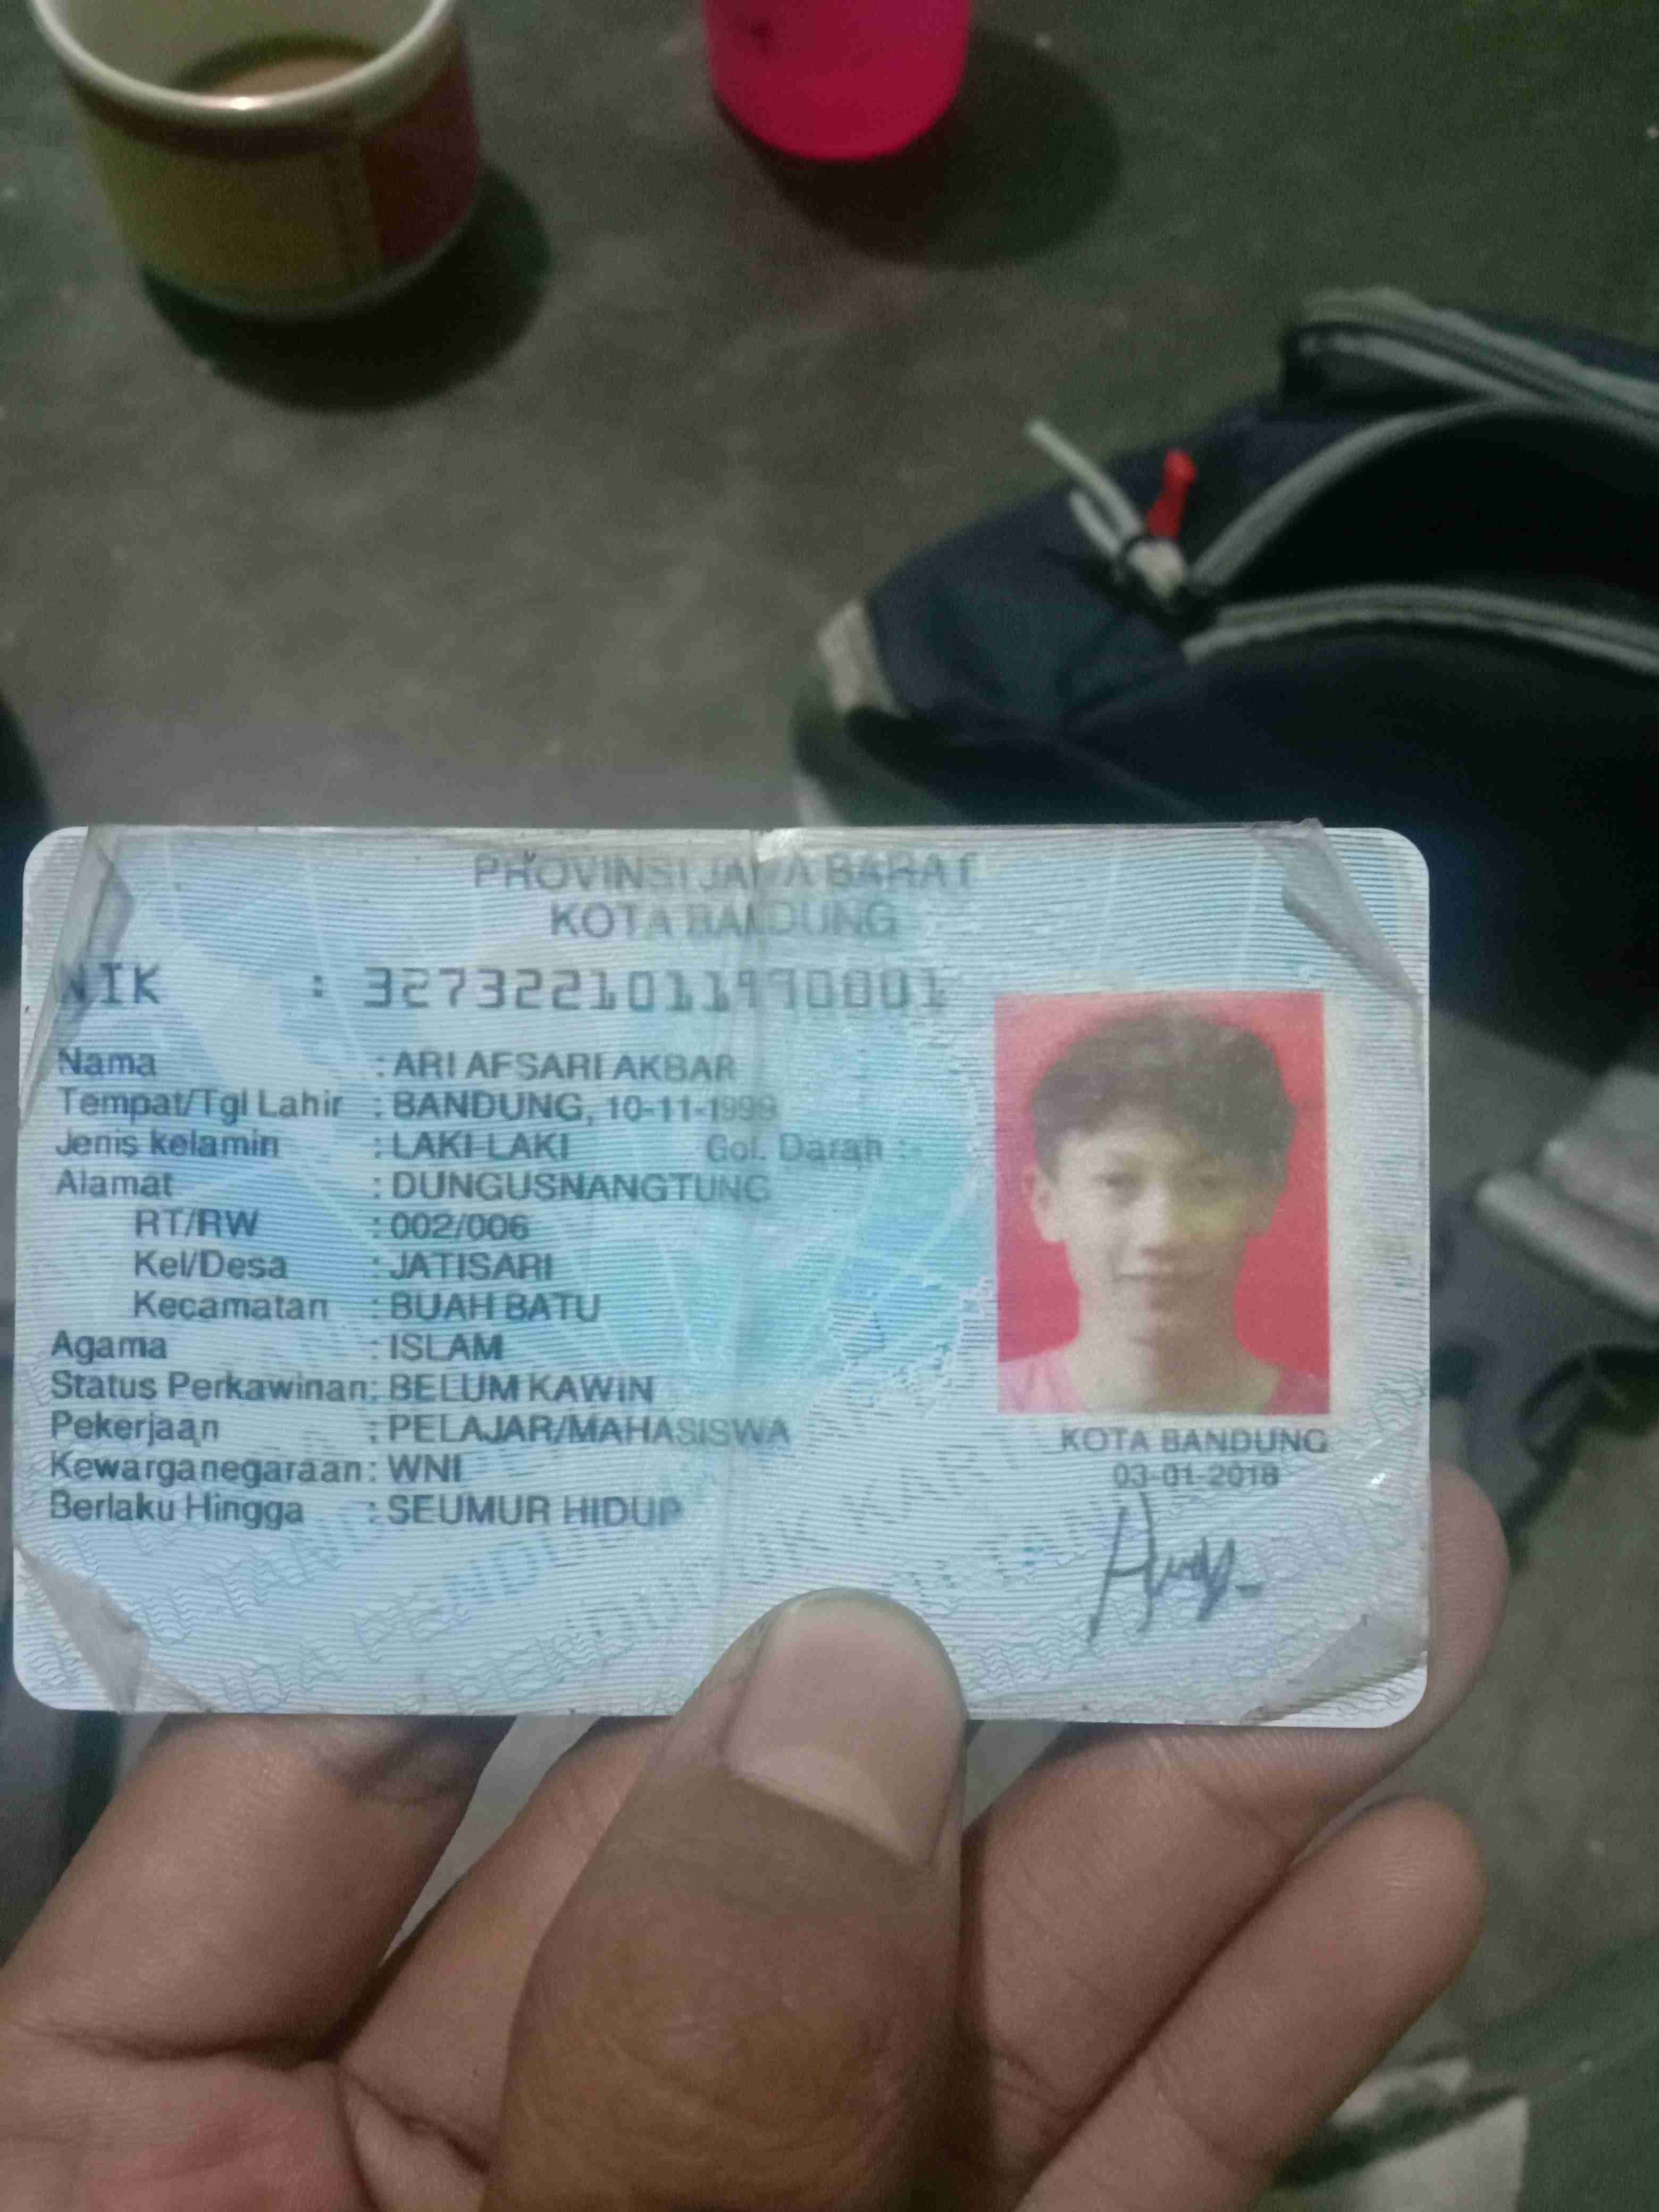 PROVINSI JAWA BARAT
KOTA BANDUNG
NIK : 3273221011990001
Nama : ARI AFSARI AKBAR
Tempat/Tgl Lahir : BANDUNG, 10-11-1999
Jenis kelamin : LAKI-LAKI Gol. Darah :-
Alamat : DUNGUSNANGTUNG
RT/RW : 002/006
Kel/Desa : JATISARI
Kecamatan : BUAH BATU
Agama : ISLAM
Status Perkawinan: BELUM KAWIN
Pekerjaan : PELAJAR/MAHASISWA
Kewarganegaraan: WNI
Berlaku Hingga : SEUMUR HIDUP
KOTA BANDUNG
03-01-2018